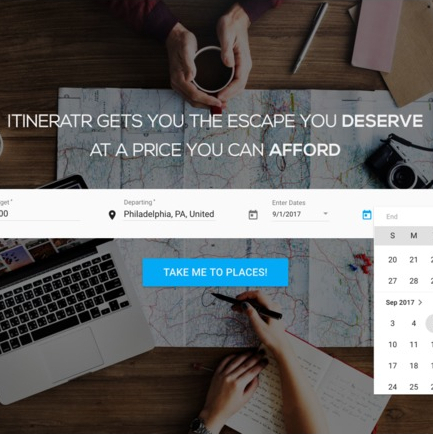 ITINERATR GETS YOU THE ESCAPE YOU DESERVE
AT A PRICE YOU CAN AFFORD
Departing*
Philadelphia, PA, United
Enter Dates
9/1/2017
End
S M
20 21
27 28
Sep 2017 >
3 4
10 11
17 18
24 25
TAKE ME TO PLACES!